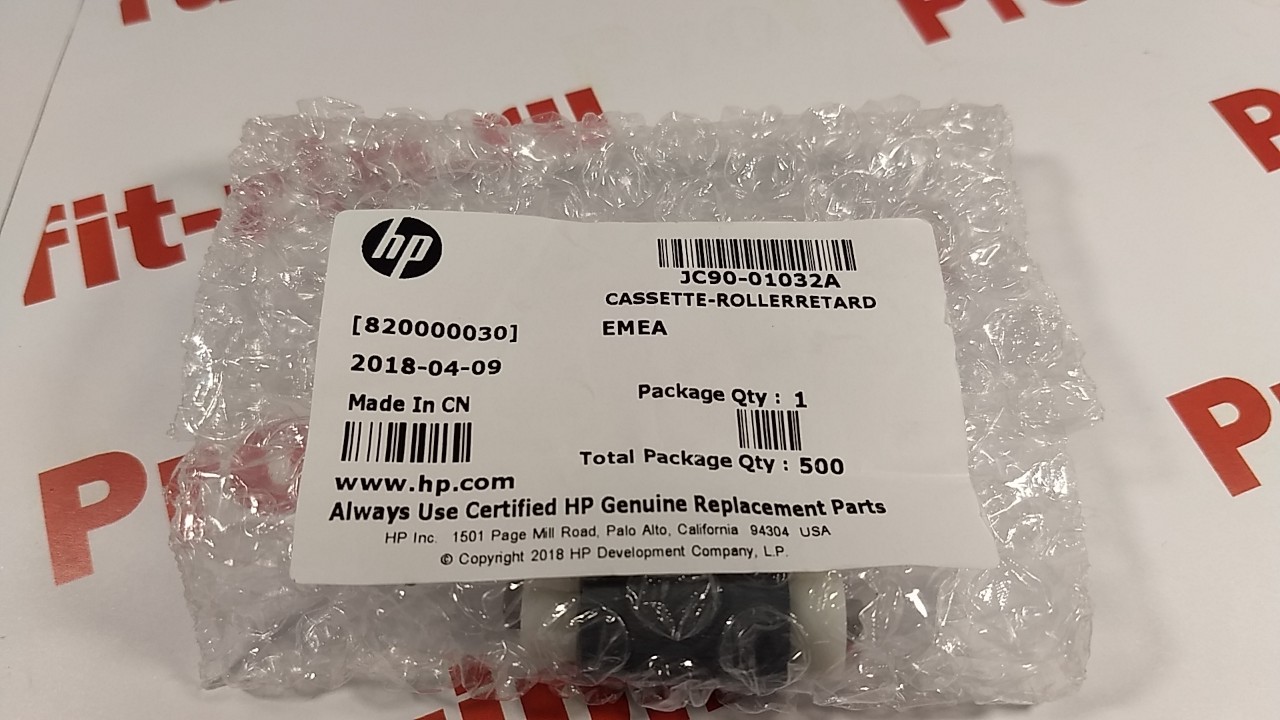 fit-
hp
JC90-01032A
CASSETTE-ROLLERRETARD
[820000030]
EMEA
2018-04-09
Package Qty : 1
Made In CN
Total Package Qty : 500
www.hp.com
Always Use Certified HP Genuine Replacement Parts
HP Inc. 1501 Page Mill Road, Palo Alto, California 94304 USA
© Copyright 2018 HP Development Company, L.P.